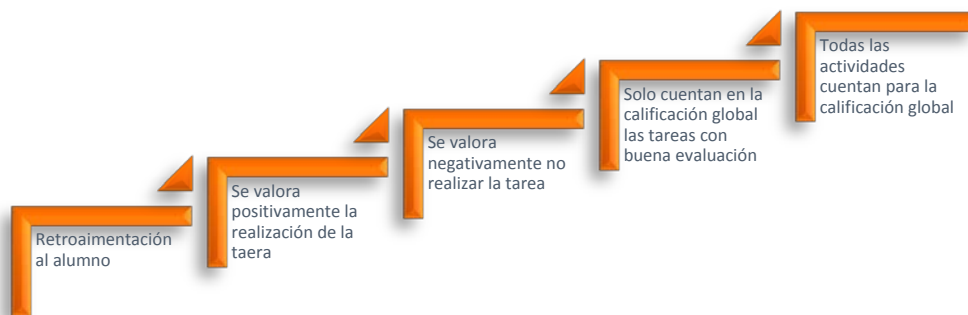 Retroaimentación
al alumno
Se valora
positivamente la
realización de la
taera
Se valora
negativamente no
realizar la tarea
Solo cuentan en la
calificación global
las tareas con
buena evaluación
Todas las
actividades
cuentan para la
calificación global